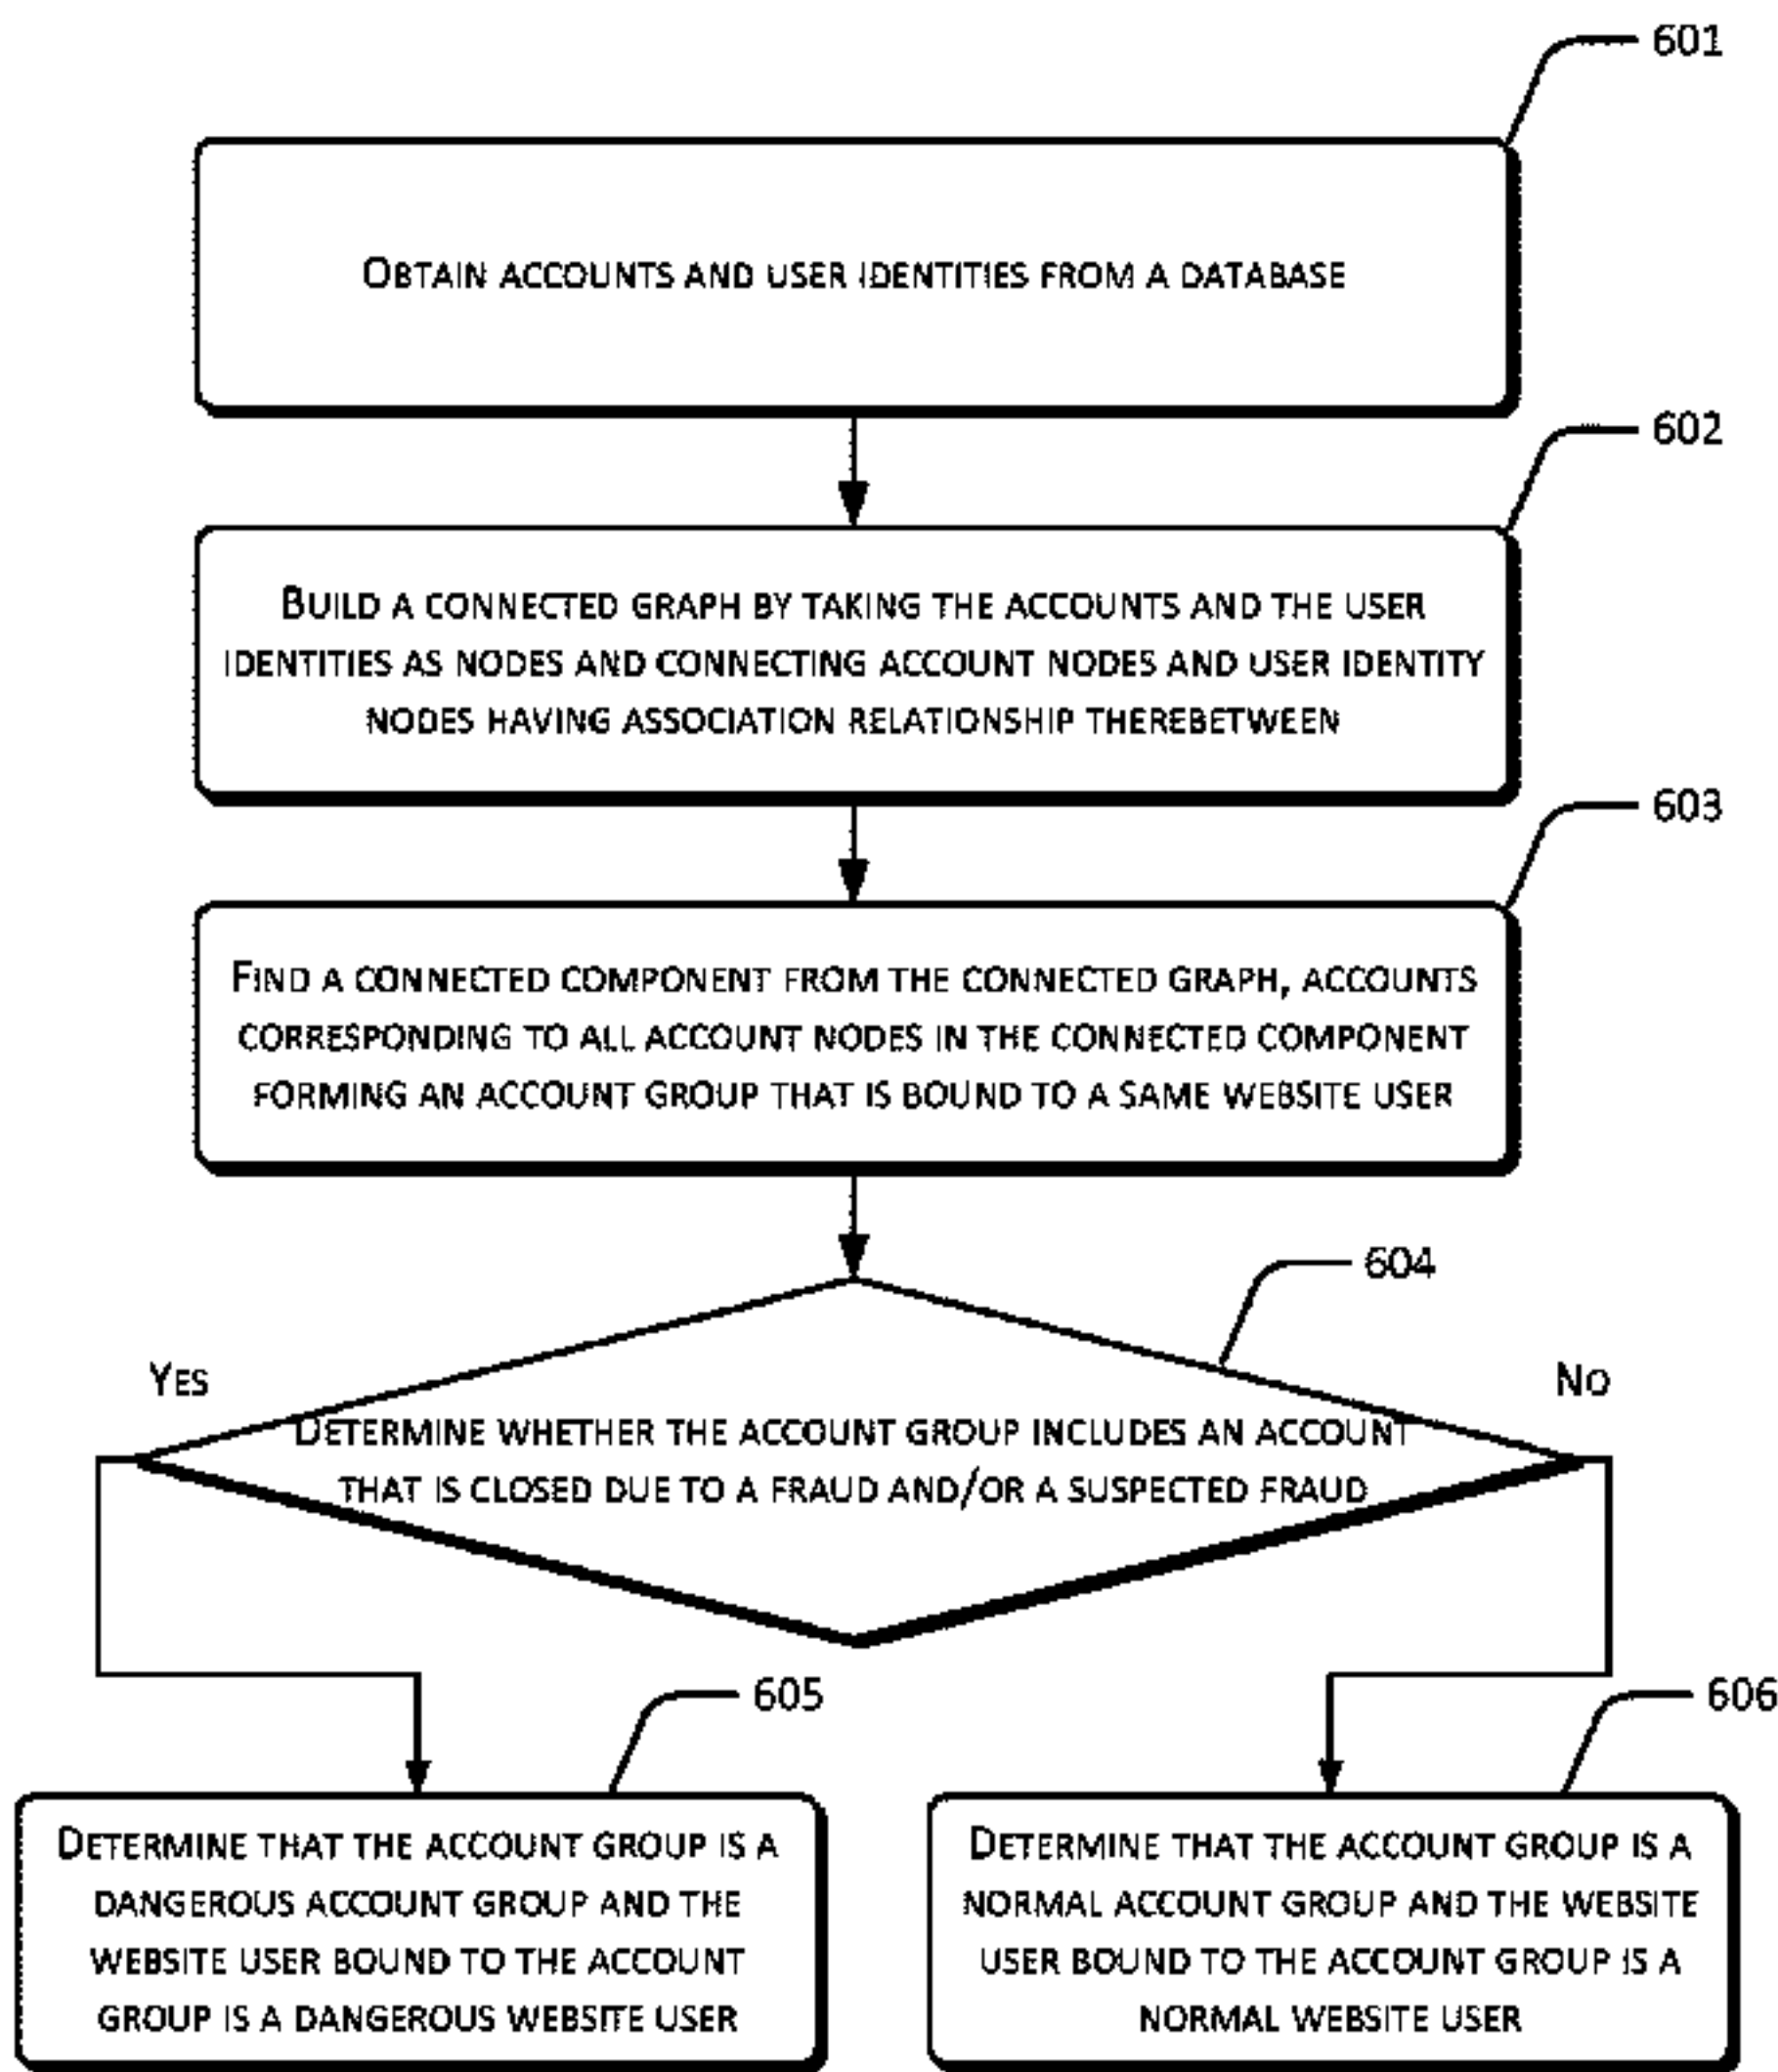 601
OBTAIN ACCOUNTS AND USER IDENTITIES FROM A DATABASE
602
BUILD A CONNECTED GRAPH BY TAKING THE ACCOUNTS AND THE USER
IDENTITIES AS NODES AND CONNECTING ACCOUNT NODES AND USER IDENTITY
NODES HAVING ASSOCIATION RELATIONSHIP THEREBETWEEN
603
FIND A CONNECTED COMPONENT FROM THE CONNECTED GRAPH, ACCOUNTS
CORRESPONDING TO ALL ACCOUNT NODES IN THE CONNECTED COMPONENT
FORMING AN ACCOUNT GROUP THAT IS BOUND TO A SAME WEBSITE USER
604
YES
NO
DETERMINE WHETHER THE ACCOUNT GROUP INCLUDES AN ACCOUNT
THAT IS CLOSED DUE TO A FRAUD AND/OR A SUSPECTED FRAUD
605
DETERMINE THAT THE ACCOUNT GROUP IS A
DANGEROUS ACCOUNT GROUP AND THE
WEBSITE USER BOUND TO THE ACCOUNT
GROUP IS A DANGEROUS WEBSITE USER
606
DETERMINE THAT THE ACCOUNT GROUP IS A
NORMAL ACCOUNT GROUP AND THE WEBSITE
USER BOUND TO THE ACCOUNT GROUP IS A
NORMAL WEBSITE USER